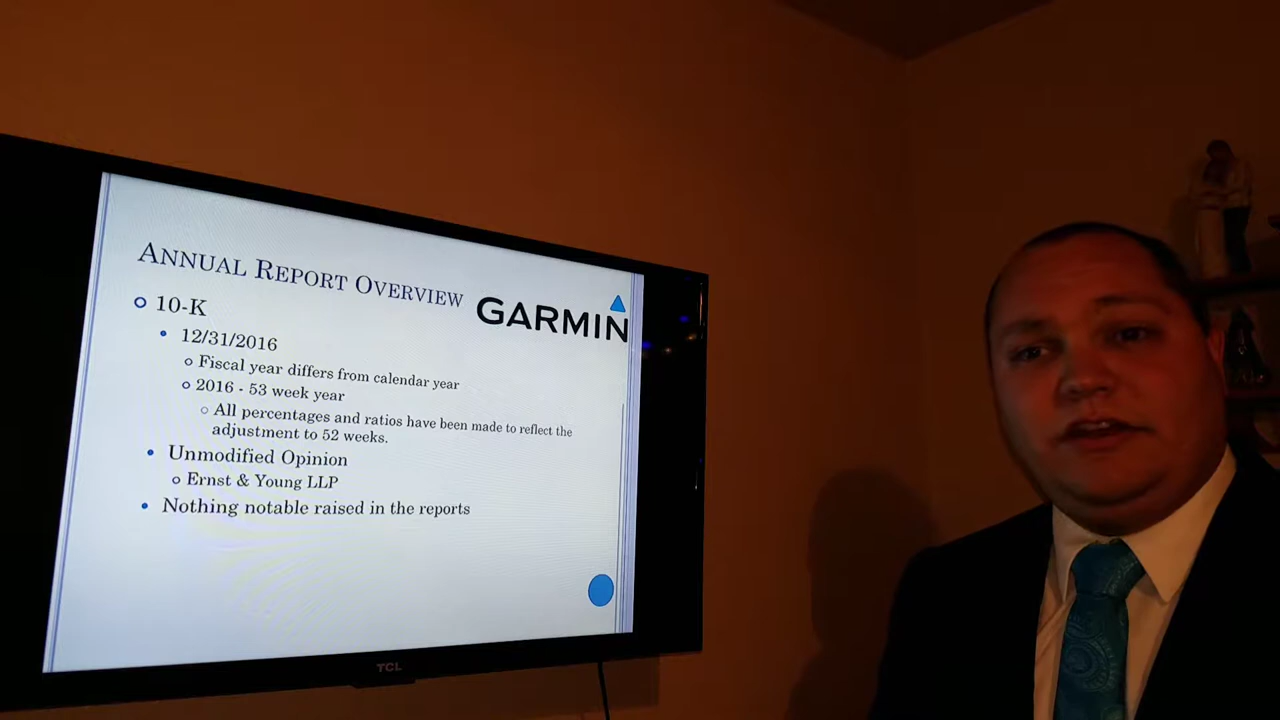 ANNUAL REPORT OVERVIEW
GARMIN
10-K
12/31/2016
Fiscal year differs from calendar year
2016 - 53 week year
All percentages and ratios have been made to reflect the
adjustment to 52 weeks.
Unmodified Opinion
Ernst & Young LLP
Nothing notable raised in the reports
TCL